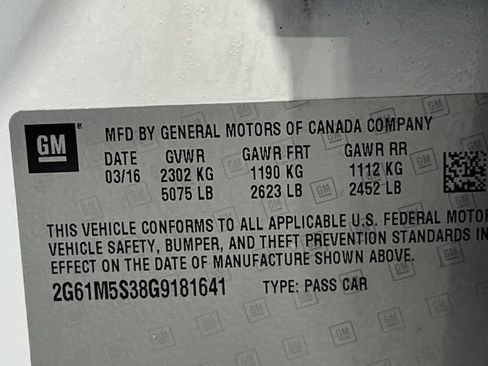 GM
MFD BY GENERAL MOTORS OF CANADA COMPANY
DATE GVWR GAWR FRT GAWR RR
03/16 2302 KG 1190 KG 1112 KG
5075 LB 2623 LB 2452 LB
THIS VEHICLE CONFORMS TO ALL APPLICABLE U.S. FEDERAL MOTOR
VEHICLE SAFETY, BUMPER, AND THEFT PREVENTION STANDARDS IN
EFFECT ON THE DATE OF MANUFACTURE SHOWN ABOVE.
2G61M5S38G9181641 TYPE: PASS CAR